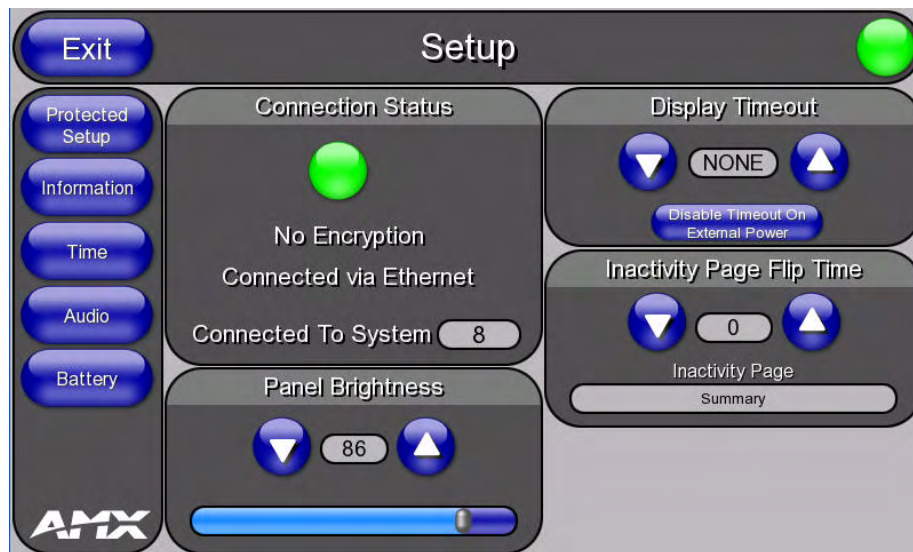 Exit
Setup
Protected
Setup
Information
Time
Audio
Battery
AMX
Connection Status
No Encryption
Connected via Ethernet
Connected To System 8
Panel Brightness
86
Display Timeout
NONE
Disable Timeout On
External Power
Inactivity Page Flip Time
0
Inactivity Page
Summary